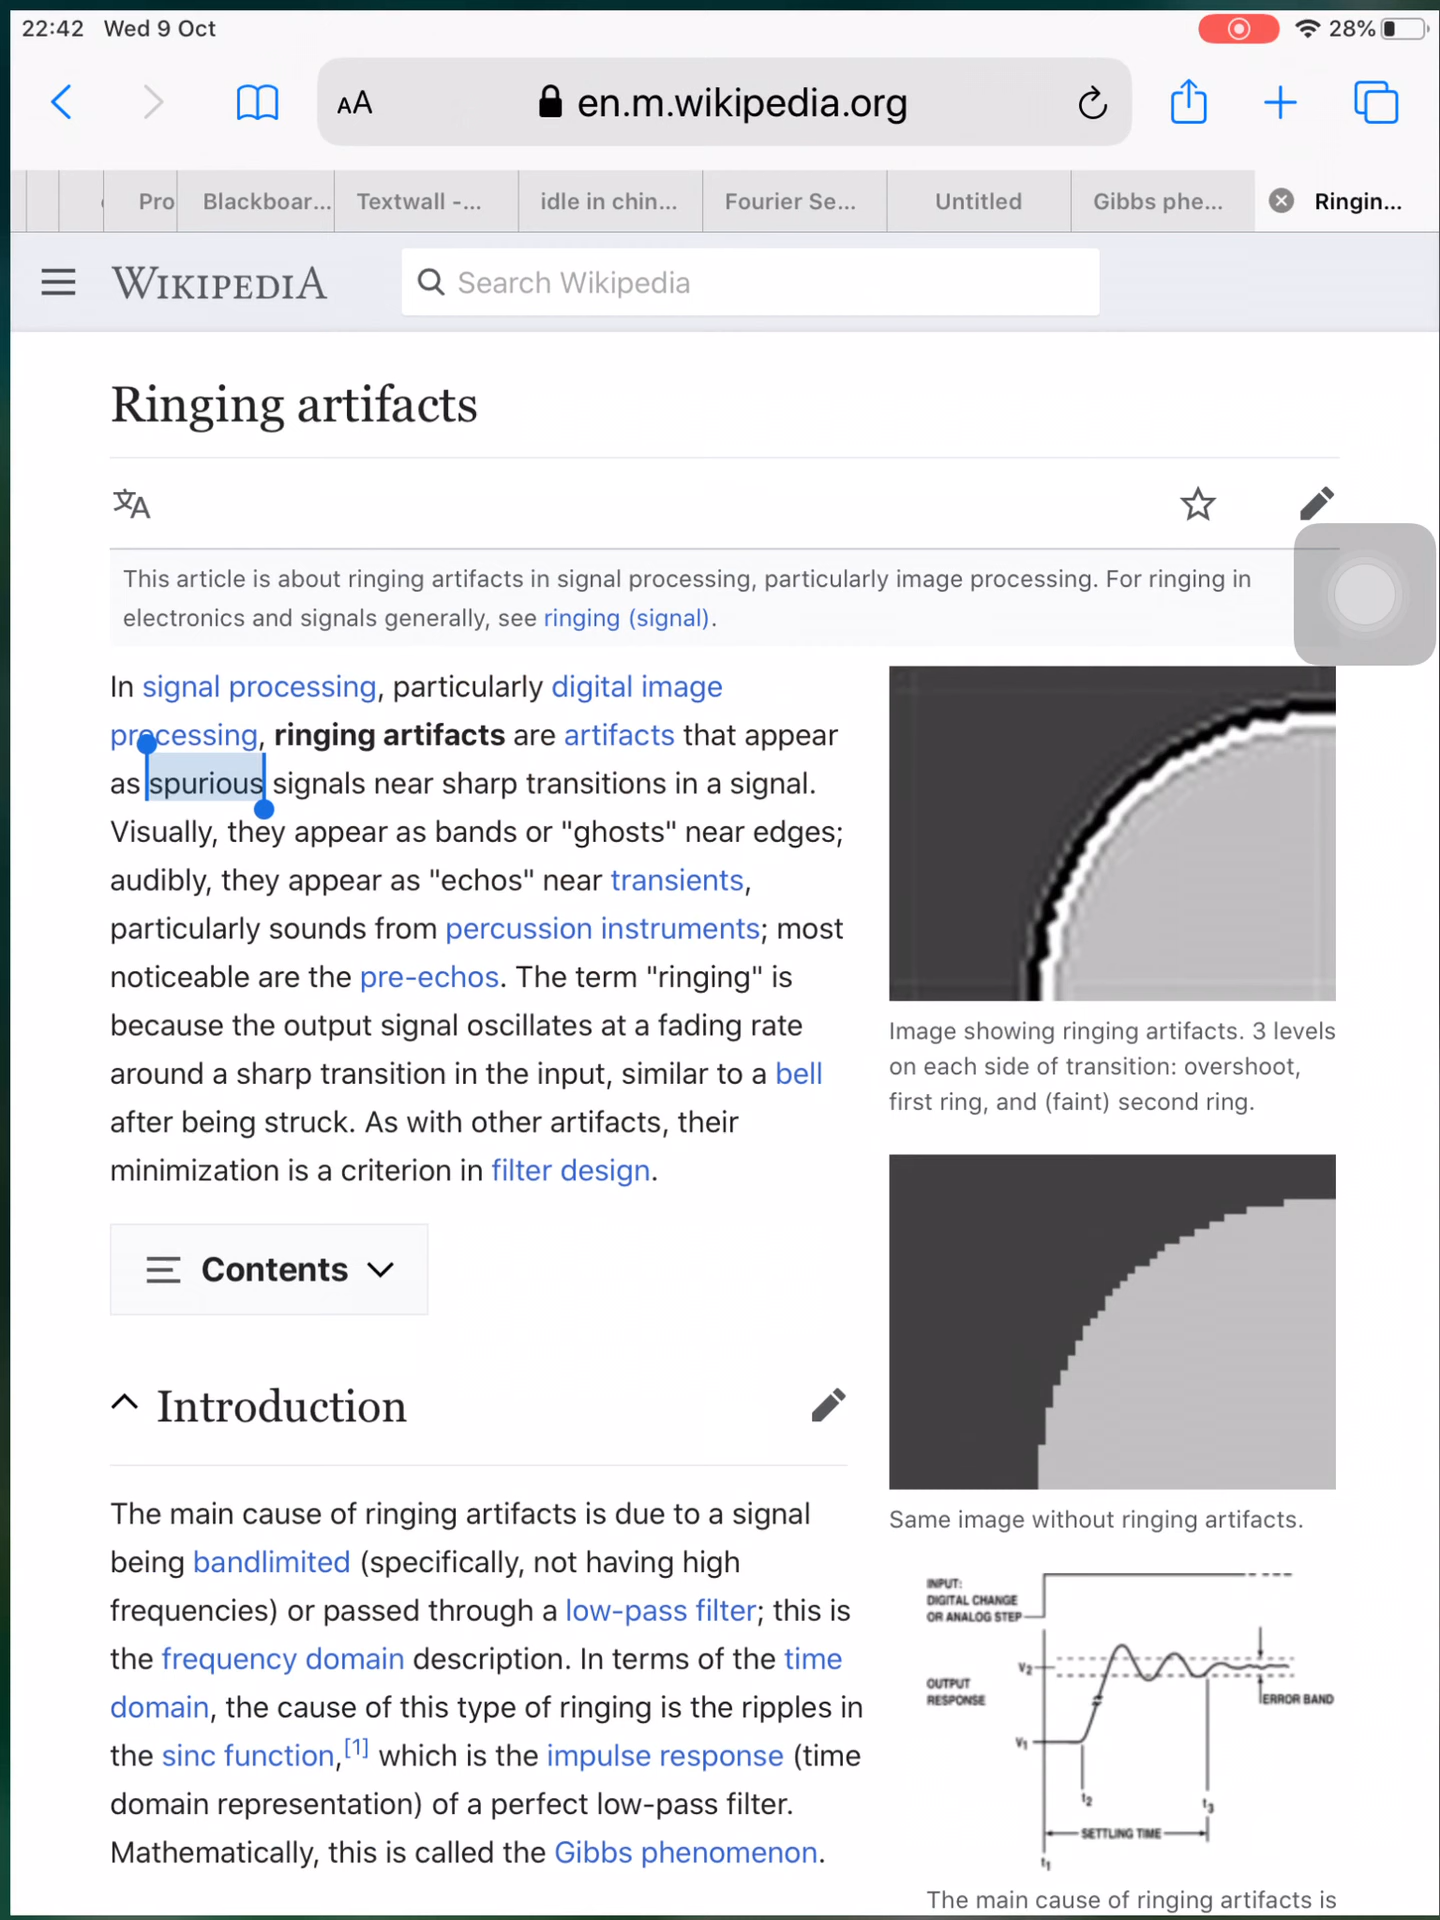 22:42 Wed 9 Oct
28%
AA en.m.wikipedia.org
Pro Blackboar... Textwall -... idle in chin... Fourier Se... Untitled Gibbs phe... Ringin...
WIKIPEDIA Search Wikipedia
Ringing artifacts
文A
This article is about ringing artifacts in signal processing, particularly image processing. For ringing in
electronics and signals generally, see ringing (signal).
In signal processing, particularly digital image
processing, ringing artifacts are artifacts that appear
as spurious signals near sharp transitions in a signal.
Visually, they appear as bands or "ghosts" near edges;
audibly, they appear as "echos" near transients,
particularly sounds from percussion instruments; most
noticeable are the pre-echos. The term "ringing" is
because the output signal oscillates at a fading rate
around a sharp transition in the input, similar to a bell
after being struck. As with other artifacts, their
minimization is a criterion in filter design.
Image showing ringing artifacts. 3 levels
on each side of transition: overshoot,
first ring, and (faint) second ring.
Contents
Introduction
The main cause of ringing artifacts is due to a signal
being bandlimited (specifically, not having high
frequencies) or passed through a low-pass filter; this is
the frequency domain description. In terms of the time
domain, the cause of this type of ringing is the ripples in
the sinc function,[1] which is the impulse response (time
domain representation) of a perfect low-pass filter.
Mathematically, this is called the Gibbs phenomenon.
Same image without ringing artifacts.
INPUT:
DIGITAL CHANGE
OR ANALOG STEP
V2
OUTPUT
RESPONSE
ERROR BAND
V1
t2
t3
SETTLING TIME
t1
The main cause of ringing artifacts is